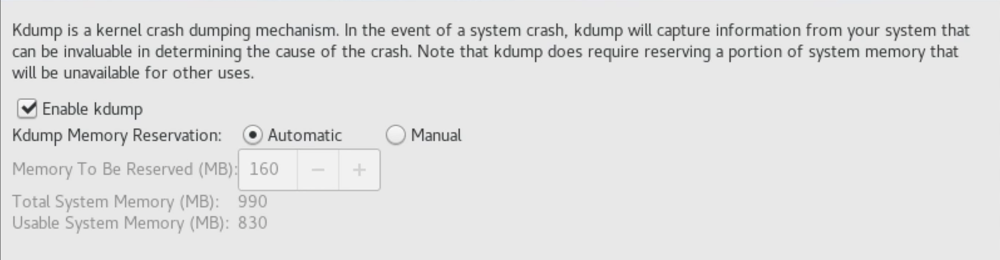 Kdump is a kernel crash dumping mechanism. In the event of a system crash, kdump will capture information from your system that
can be invaluable in determining the cause of the crash. Note that kdump does require reserving a portion of system memory that
will be unavailable for other uses.
Enable kdump
Kdump Memory Reservation: Automatic Manual
Memory To Be Reserved (MB): 160 − +
Total System Memory (MB): 990
Usable System Memory (MB): 830